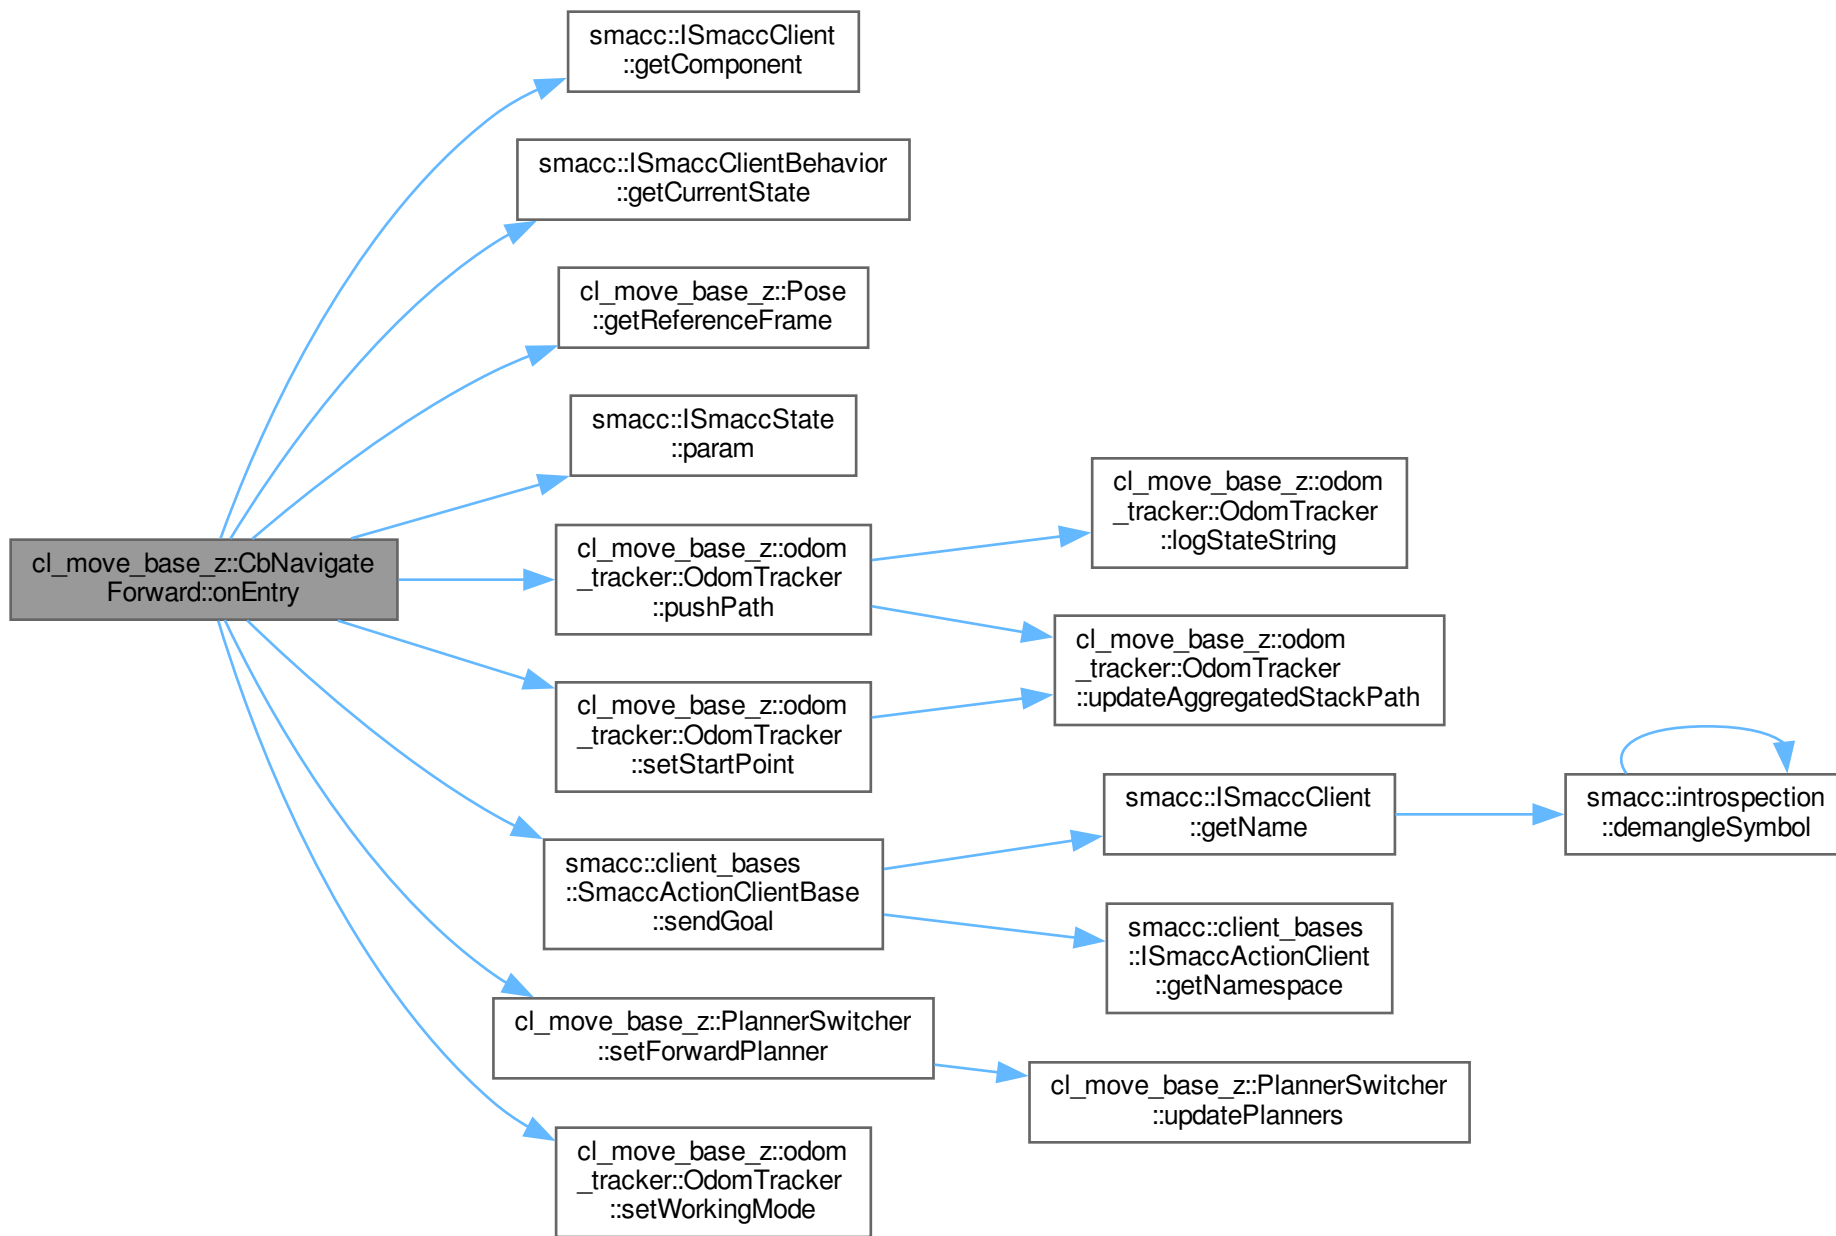 smacc::ISmaccClient
::getComponent
smacc::ISmaccClientBehavior
::getCurrentState
cl_move_base_z::Pose
::getReferenceFrame
smacc::ISmaccState
::param
cl_move_base_z::CbNavigate
Forward::onEntry
cl_move_base_z::odom
_tracker::OdomTracker
::pushPath
cl_move_base_z::odom
_tracker::OdomTracker
::logStateString
cl_move_base_z::odom
_tracker::OdomTracker
::updateAggregatedStackPath
cl_move_base_z::odom
_tracker::OdomTracker
::setStartPoint
smacc::client_bases
::SmaccActionClientBase
::sendGoal
smacc::ISmaccClient
::getName
smacc::introspection
::demangleSymbol
smacc::client_bases
::ISmaccActionClient
::getNamespace
cl_move_base_z::PlannerSwitcher
::setForwardPlanner
cl_move_base_z::PlannerSwitcher
::updatePlanners
cl_move_base_z::odom
_tracker::OdomTracker
::setWorkingMode